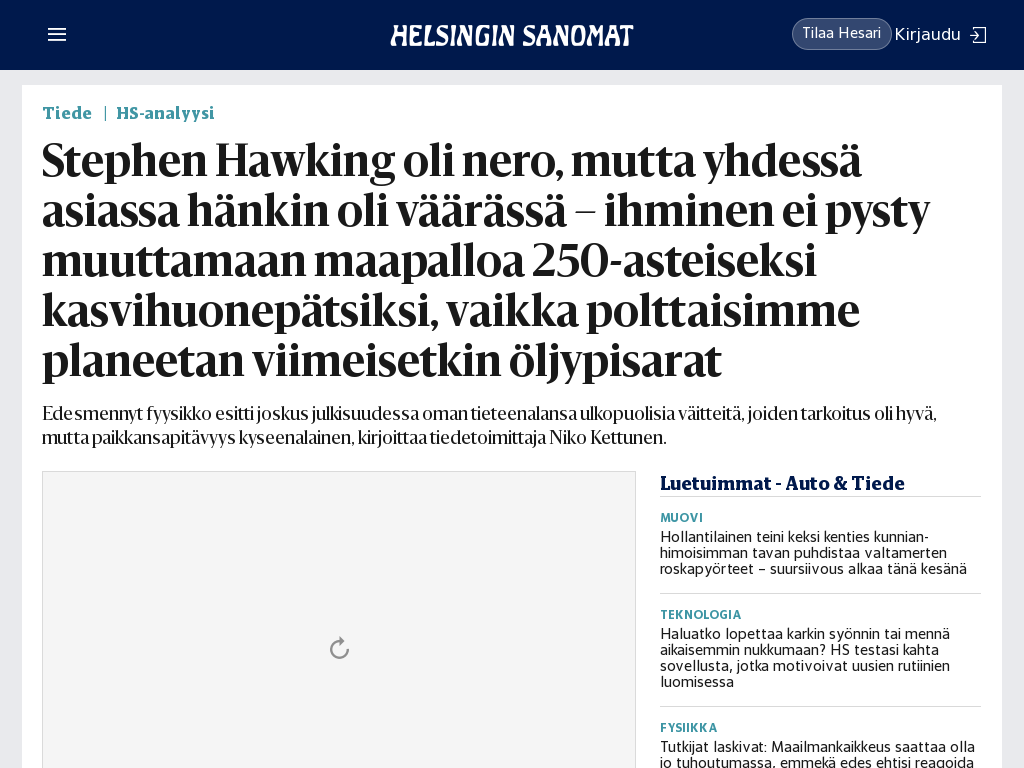 HELSINGIN SANOMAT
Tilaa Hesari
Kirjaudu
Tiede | HS-analyysi
Stephen Hawking oli nero, mutta yhdessä
asiassa hänkin oli väärässä – ihminen ei pysty
muuttamaan maapalloa 250-asteiseksi
kasvihuonepätsiksi, vaikka polttaisimme
planeetan viimeisetkin öljypisarat
Edesmennyt fyysikko esitti joskus julkisuudessa oman tieteenalansa ulkopuolisia väitteitä, joiden tarkoitus oli hyvä,
mutta paikkansapitävyys kyseenalainen, kirjoittaa tiedetoimittaja Niko Kettunen.
Luetuimmat - Auto & Tiede
MUOVI
Hollantilainen teini keksi kenties kunnian-
himoisimman tavan puhdistaa valtamerten
roskapyörteet – suursiivous alkaa tänä kesänä
TEKNOLOGIA
Haluatko lopettaa karkin syönnin tai mennä
aikaisemmin nukkumaan? HS testasi kahta
sovellusta, jotka motivoivat uusien rutiinien
luomisessa
FYSIIKKA
Tutkijat laskivat: Maailmankaikkeus saattaa olla
jo tuhoutumassa, emmekä edes ehtisi reagoida